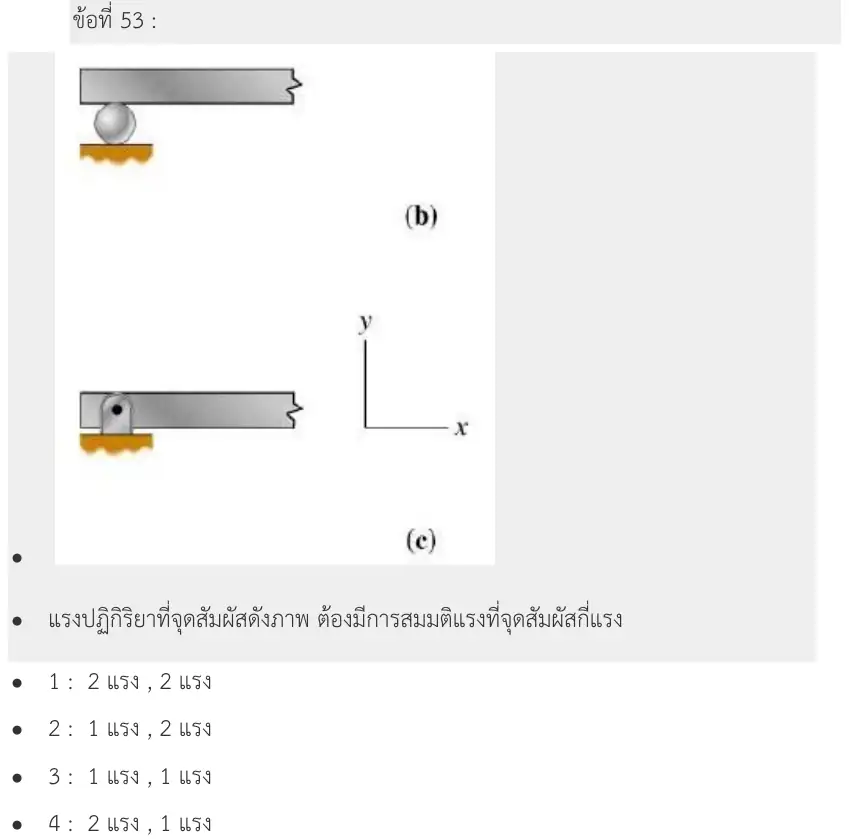 ข้อที่ 53 :
(b)
y
x
(c)
แรงปฏิกิริยาที่จุดสัมผัสดังภาพ ต้องมีการสมมติแรงที่จุดสัมผัสกี่แรง
1 : 2 แรง , 2 แรง
2 : 1 แรง , 2 แรง
3 : 1 แรง , 1 แรง
4 : 2 แรง , 1 แรง